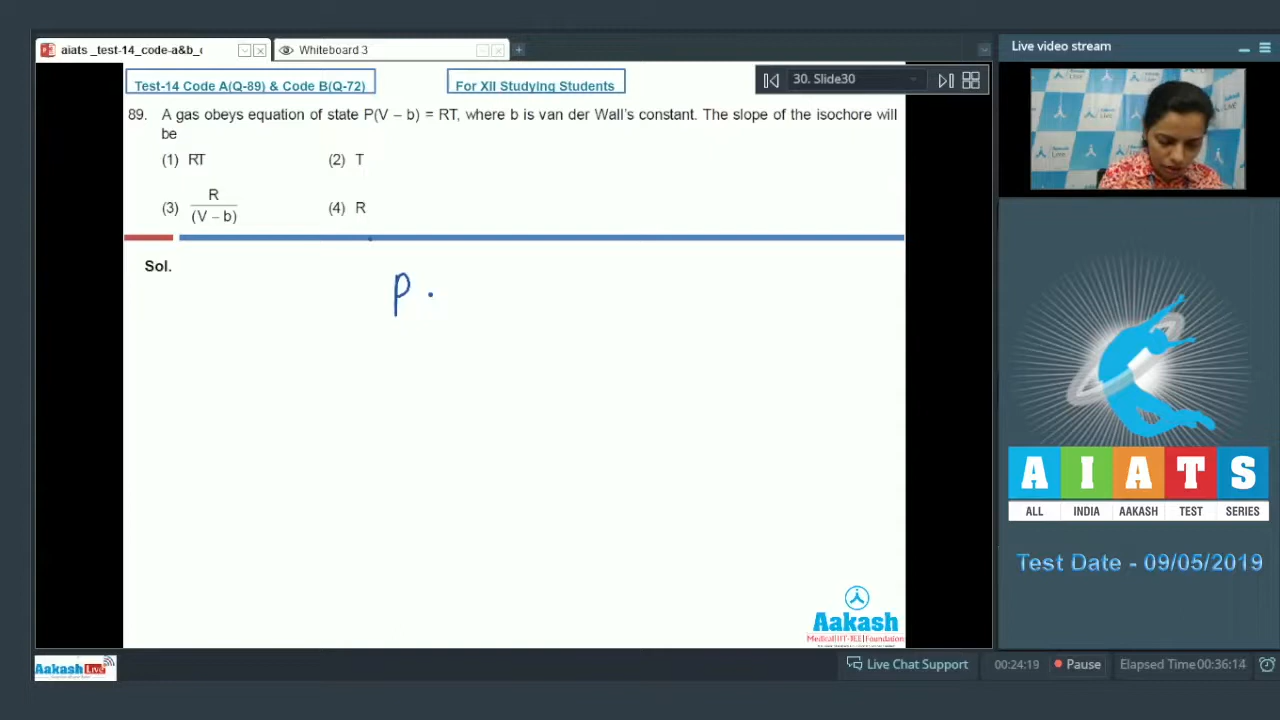 aiats _test-14_code-a&b_c
Whiteboard 3
Live video stream
Test-14 Code A(Q-89) & Code B(Q-72)
For XII Studying Students
30. Slide30
89. A gas obeys equation of state P(V – b) = RT, where b is van der Wall's constant. The slope of the isochore will
be
(1) RT
(2) T
(3) R/(V – b)
(4) R
Sol.
P
AIATS
ALL INDIA AAKASH TEST SERIES
Test Date - 09/05/2019
Aakash
Medical|IIT-JEE|Foundation
Aakash Live
Live Chat Support
00:24:19
Pause
Elapsed Time 00:36:14